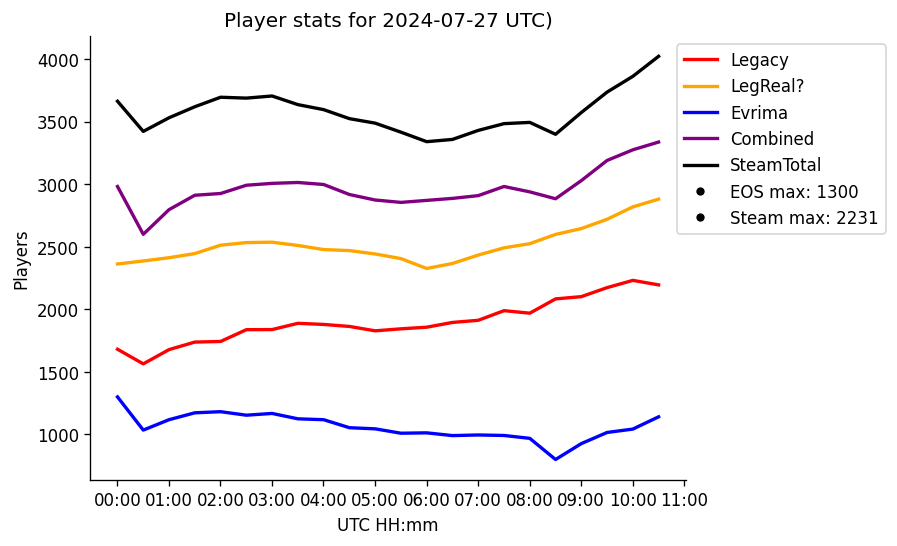 Player stats for 2024-07-27 UTC)
Legacy
LegReal?
Evrima
Combined
SteamTotal
EOS max: 1300
Steam max: 2231
Players
4000
3500
3000
2500
2000
1500
1000
00:00 01:00 02:00 03:00 04:00 05:00 06:00 07:00 08:00 09:00 10:00 11:00
UTC HH:mm